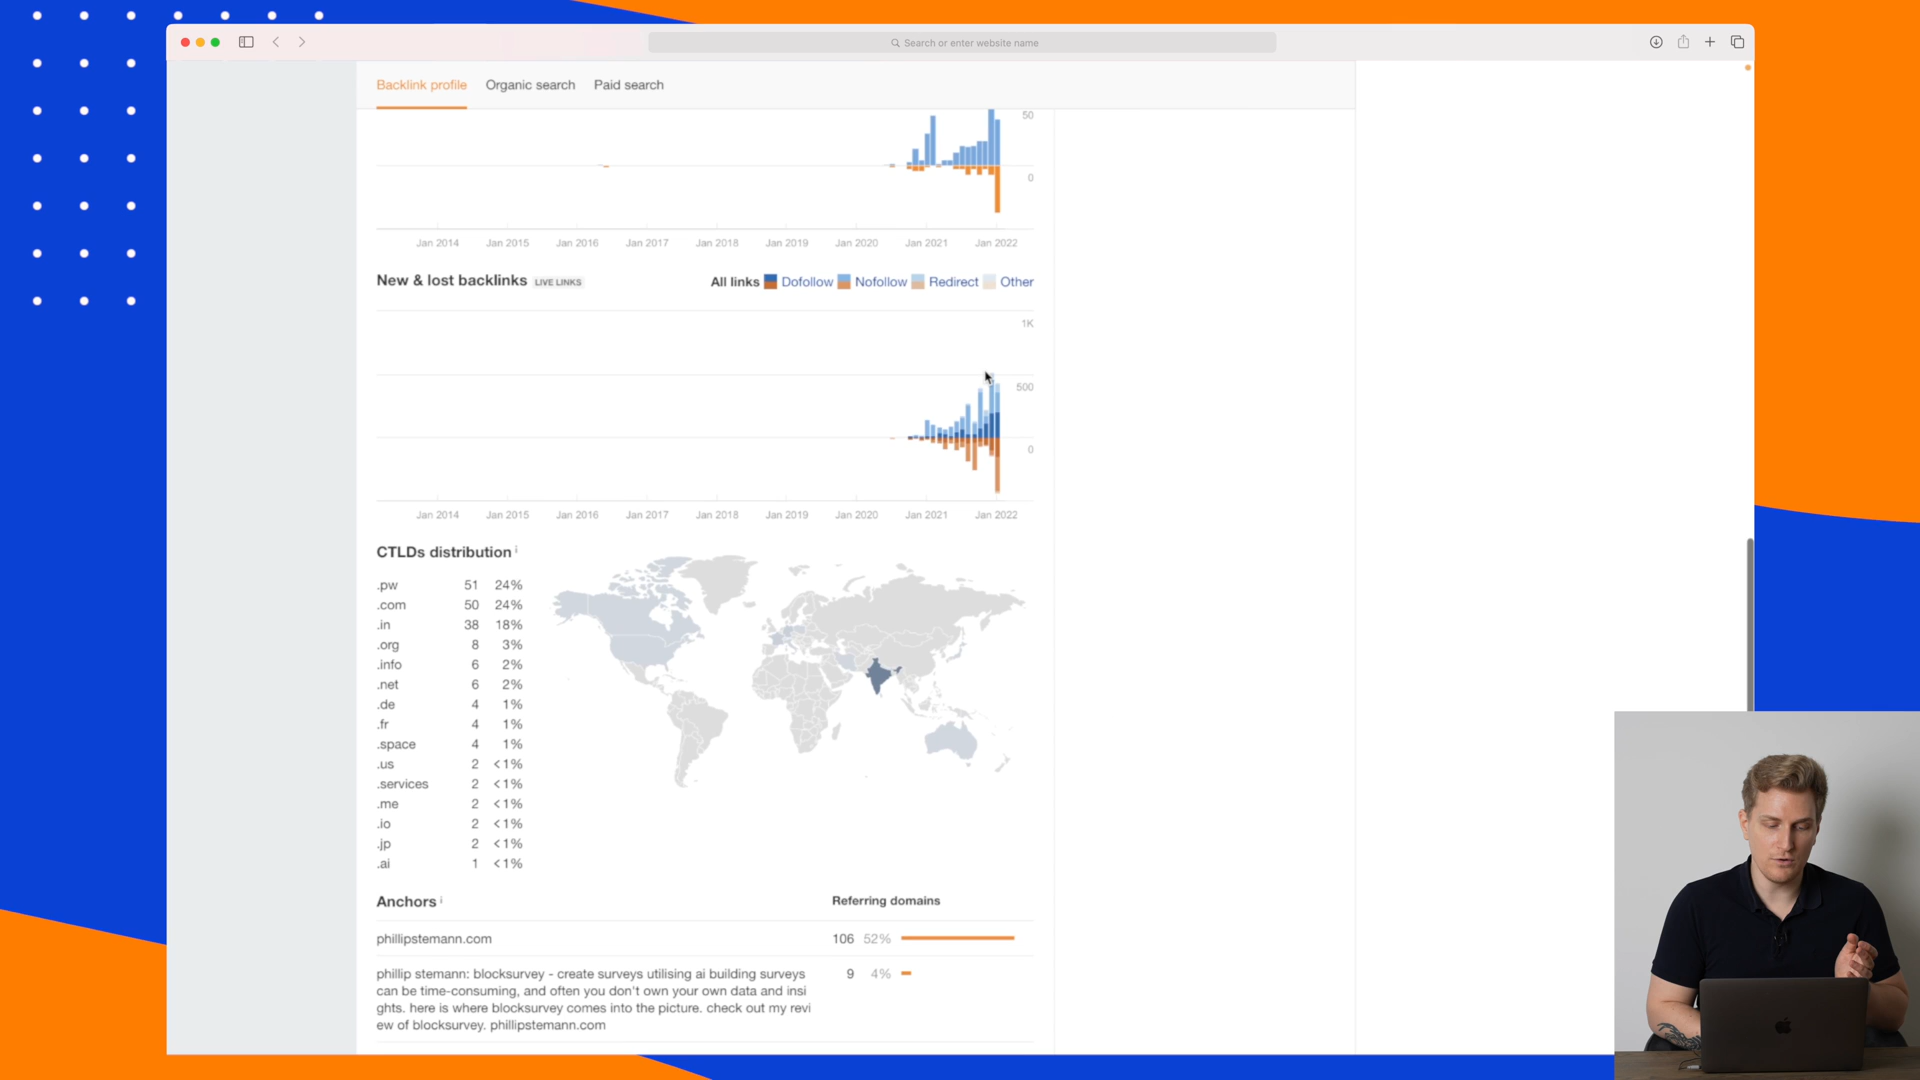 Search or enter website name
Backlink profile Organic search Paid search
50
0
Jan 2014 Jan 2015 Jan 2016 Jan 2017 Jan 2018 Jan 2019 Jan 2020 Jan 2021 Jan 2022
New & lost backlinks LIVE LINKS All links Dofollow Nofollow Redirect Other
1K
500
0
Jan 2014 Jan 2015 Jan 2016 Jan 2017 Jan 2018 Jan 2019 Jan 2020 Jan 2021 Jan 2022
CTLDs distribution i
.pw 51 24%
.com 50 24%
.in 38 18%
.org 8 3%
.info 6 2%
.net 6 2%
.de 4 1%
.fr 4 1%
.space 4 1%
.us 2 <1%
.services 2 <1%
.me 2 <1%
.io 2 <1%
.jp 2 <1%
.ai 1 <1%
Anchors i Referring domains
phillipstemann.com 106 52%
phillip stemann: blocksurvey - create surveys utilising ai building surveys 9 4%
can be time-consuming, and often you don't own your own data and insi
ghts. here is where blocksurvey comes into the picture. check out my revi
ew of blocksurvey. phillipstemann.com